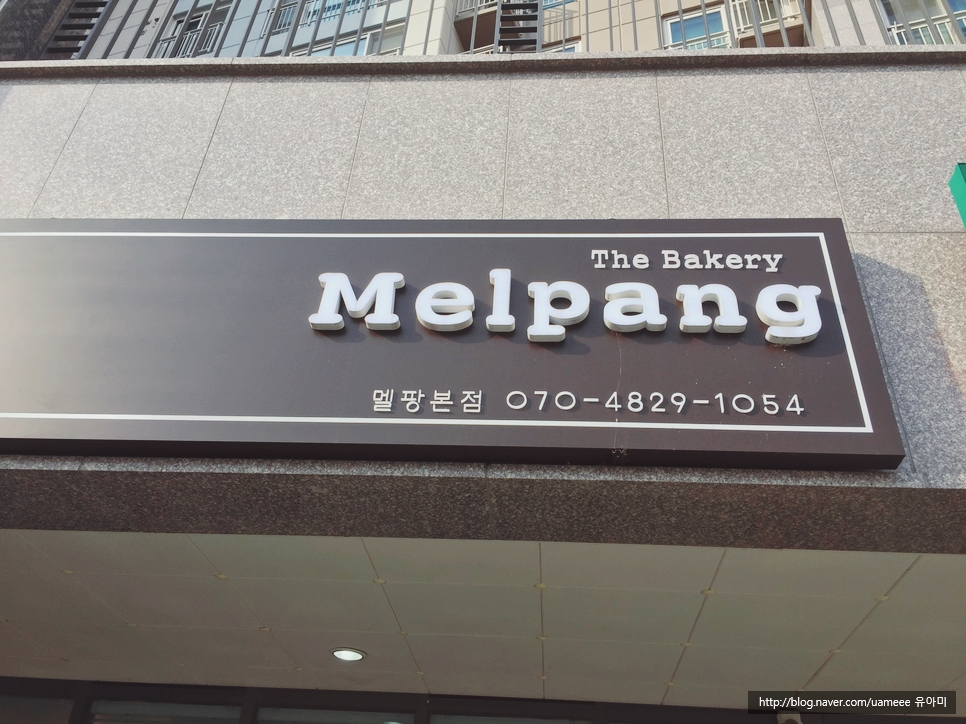 The Bakery
Melpang
멜팡본점 070-4829-1054
http://blog.naver.com/uameee 유아미